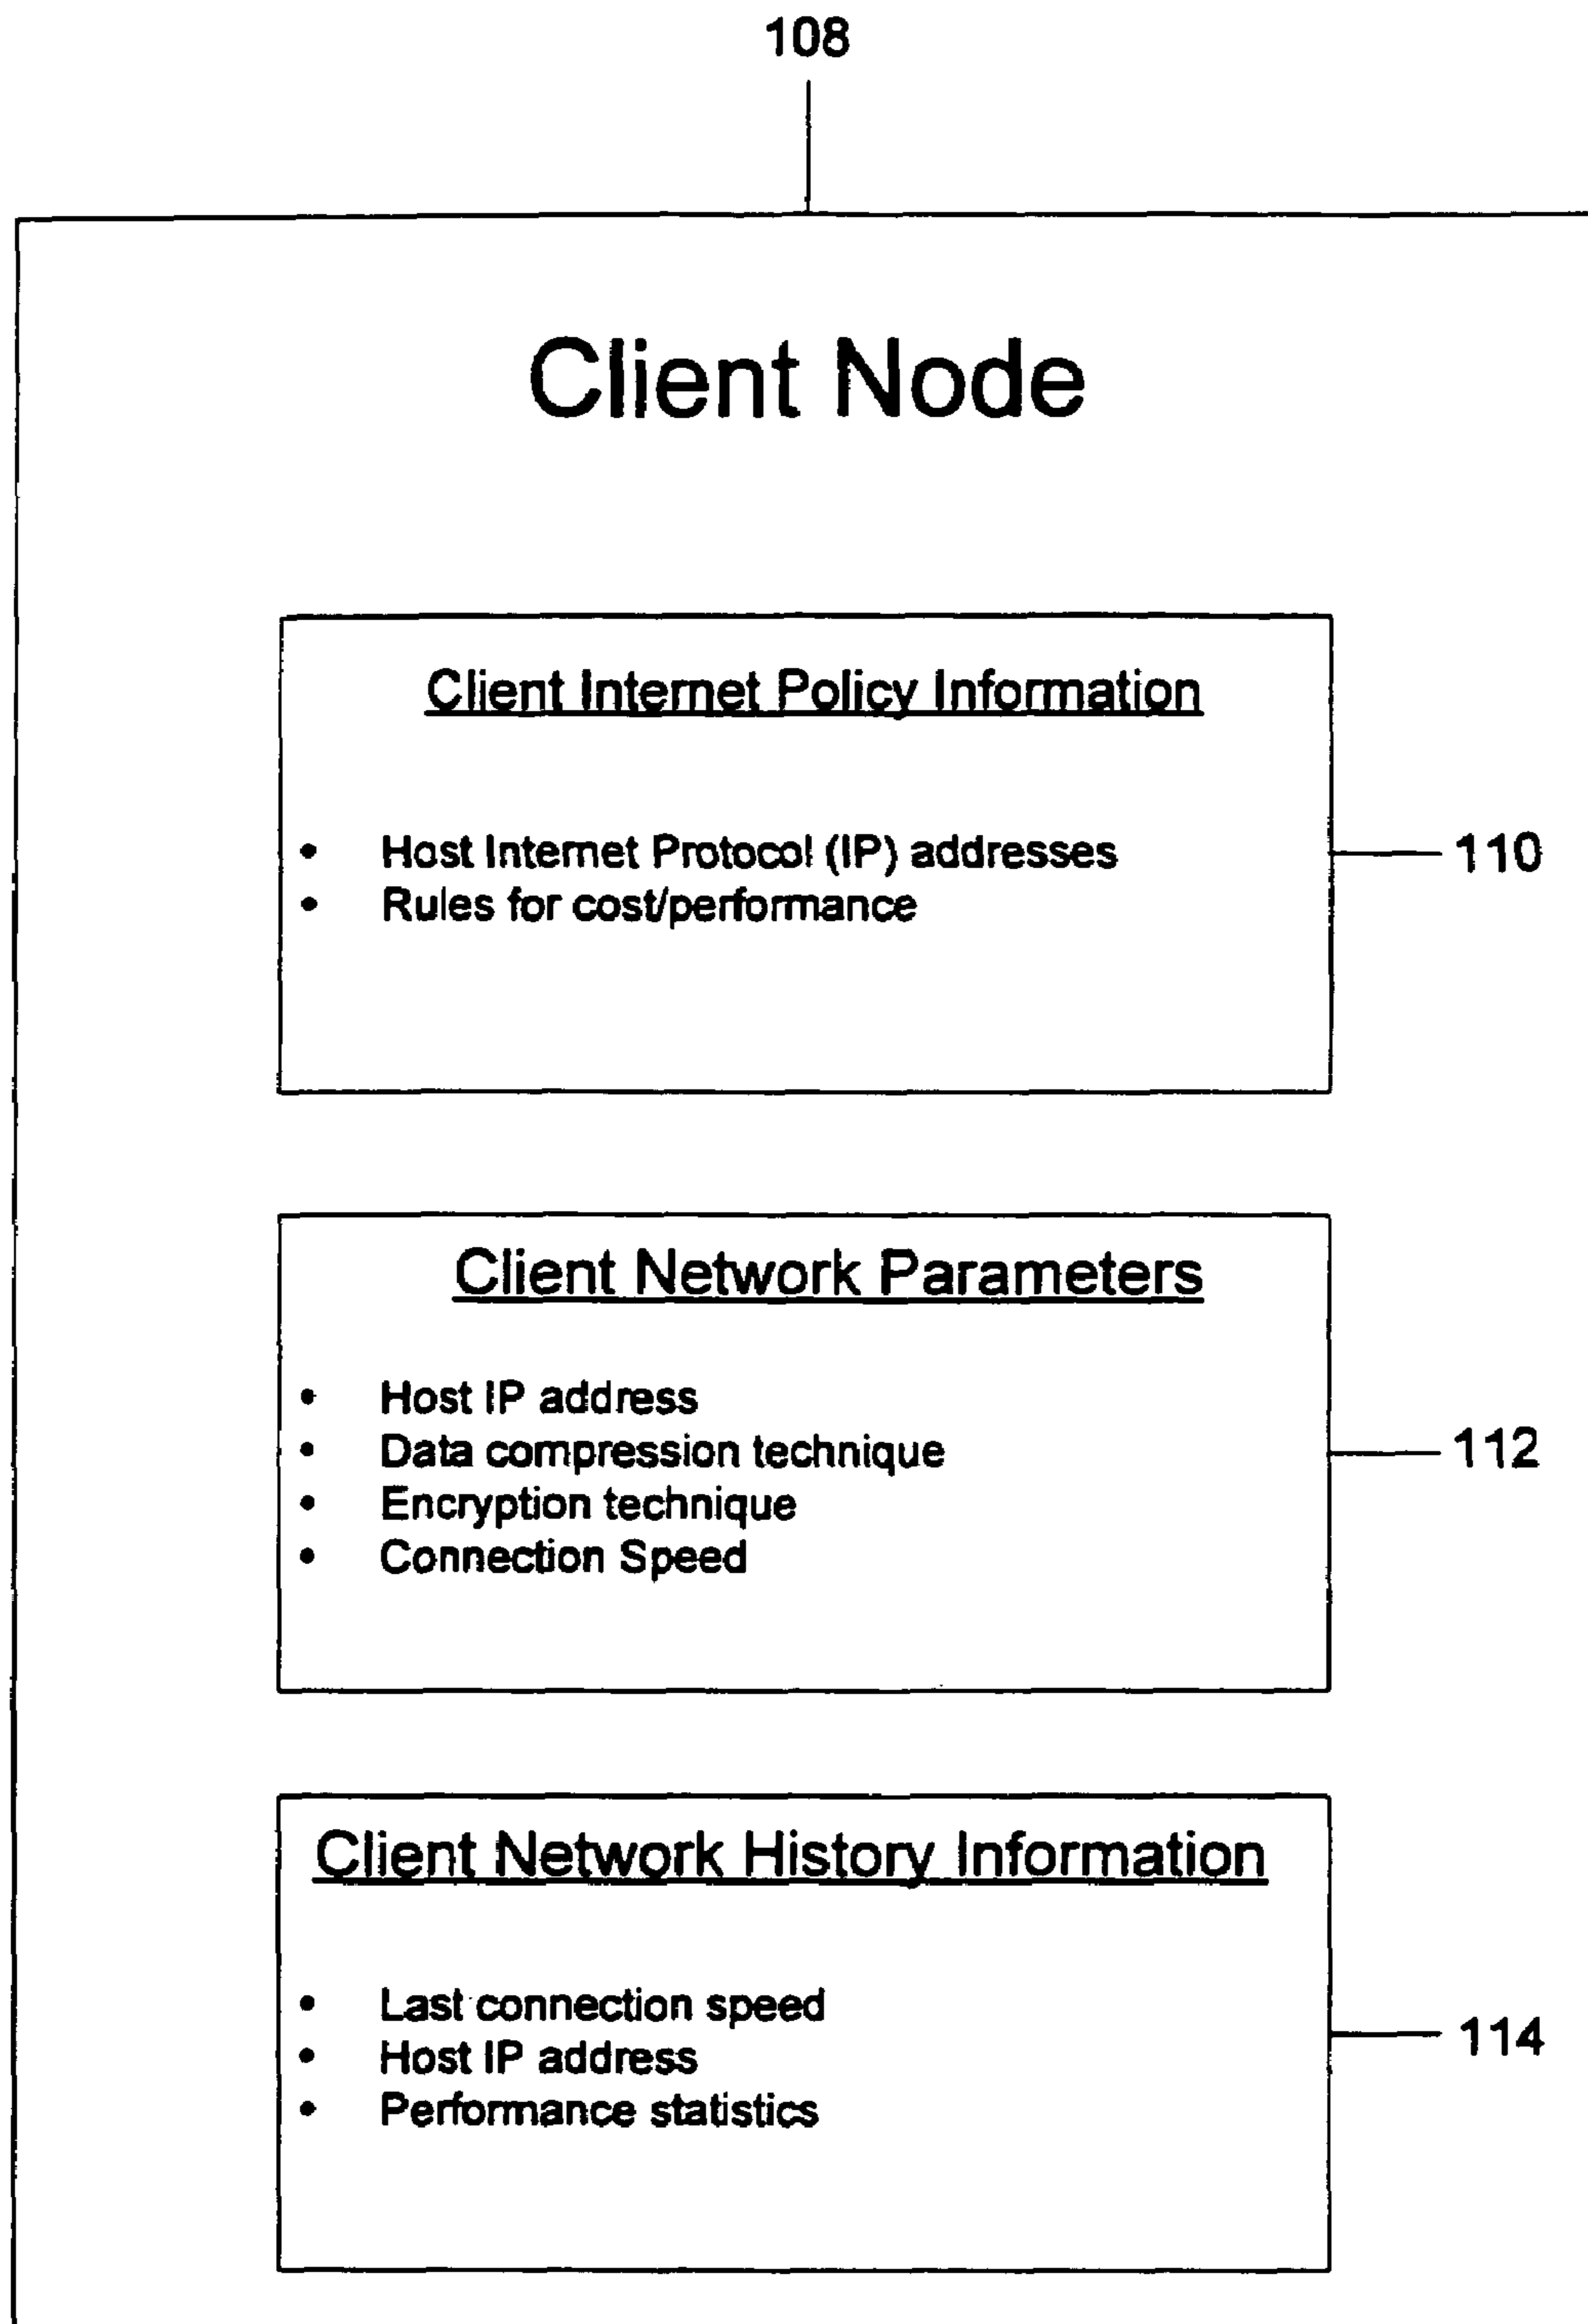 108
Client Node
Client Internet Policy Information
• Host Internet Protocol (IP) addresses
• Rules for cost/performance
110
Client Network Parameters
• Host IP address
• Data compression technique
• Encryption technique
• Connection Speed
112
Client Network History Information
• Last connection speed
• Host IP address
• Performance statistics
114